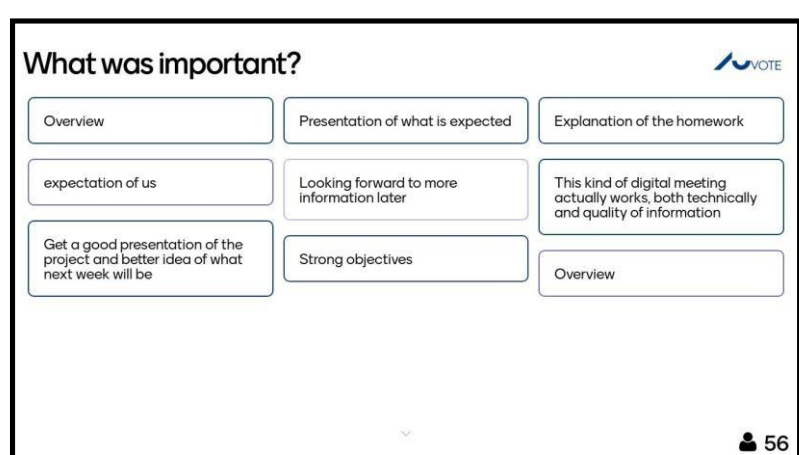 What was important?
VOTE
Overview
Presentation of what is expected
Explanation of the homework
expectation of us
Looking forward to more
information later
This kind of digital meeting
actually works, both technically
and quality of information
Get a good presentation of the
project and better idea of what
next week will be
Strong objectives
Overview
56